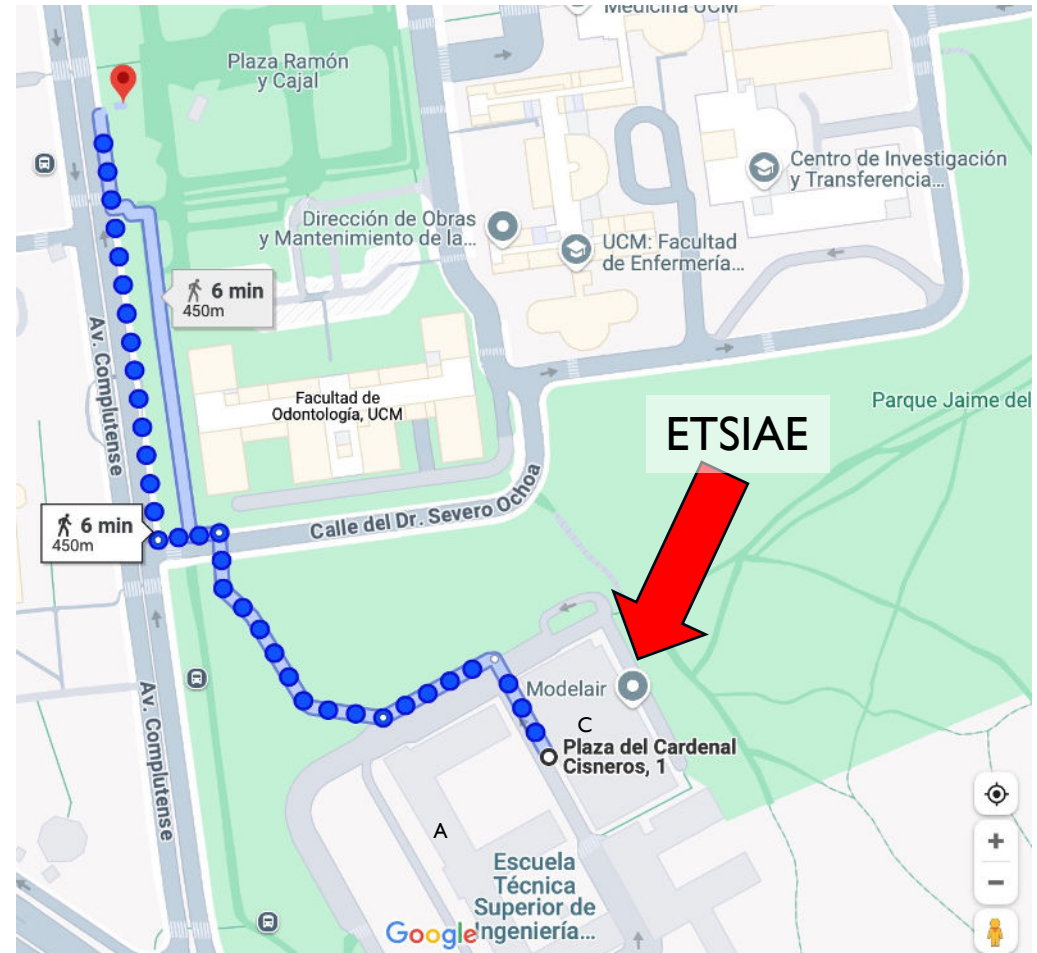 Medicina UCM
Plaza Ramón
y Cajal
Centro de Investigación
y Transferencia...
Dirección de Obras
y Mantenimiento de la...
UCM: Facultad
de Enfermería...
6 min
450m
Av. Complutense
Facultad de
Odontología, UCM
Parque Jaime del
ETSIAE
6 min
450m
Calle del Dr. Severo Ochoa
Modelair
Av. Complutense
C
Plaza del Cardenal
Cisneros, 1
A
Escuela
Técnica
Superior de
Ingeniería...
Google